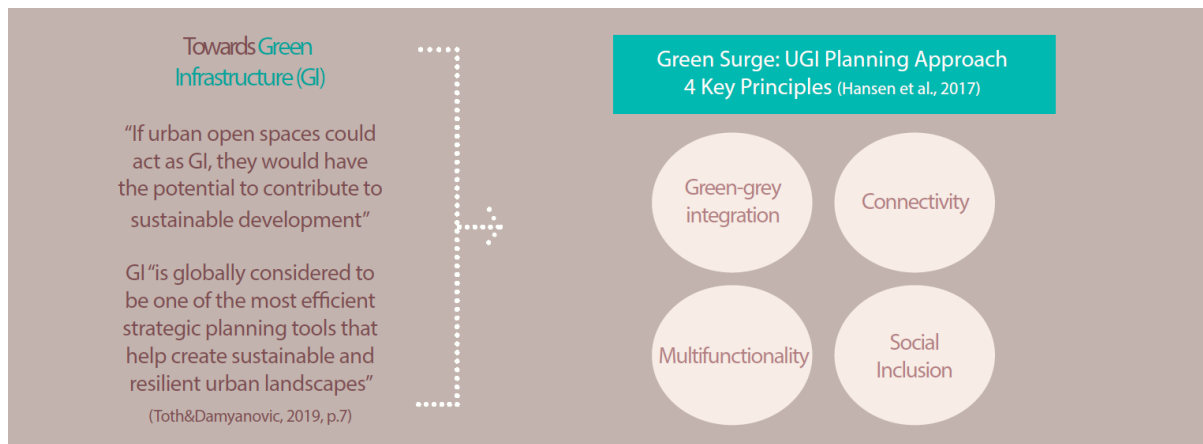 Towards Green
Infrastructure (GI)
“If urban open spaces could
act as GI, they would have
the potential to contribute to
sustainable development”
GI “is globally considered to
be one of the most efficient
strategic planning tools that
help create sustainable and
resilient urban landscapes”
(Toth&Damyanovic, 2019, p.7)
Green Surge: UGI Planning Approach
4 Key Principles (Hansen et al., 2017)
Green-grey
integration
Connectivity
Multifunctionality
Social
Inclusion